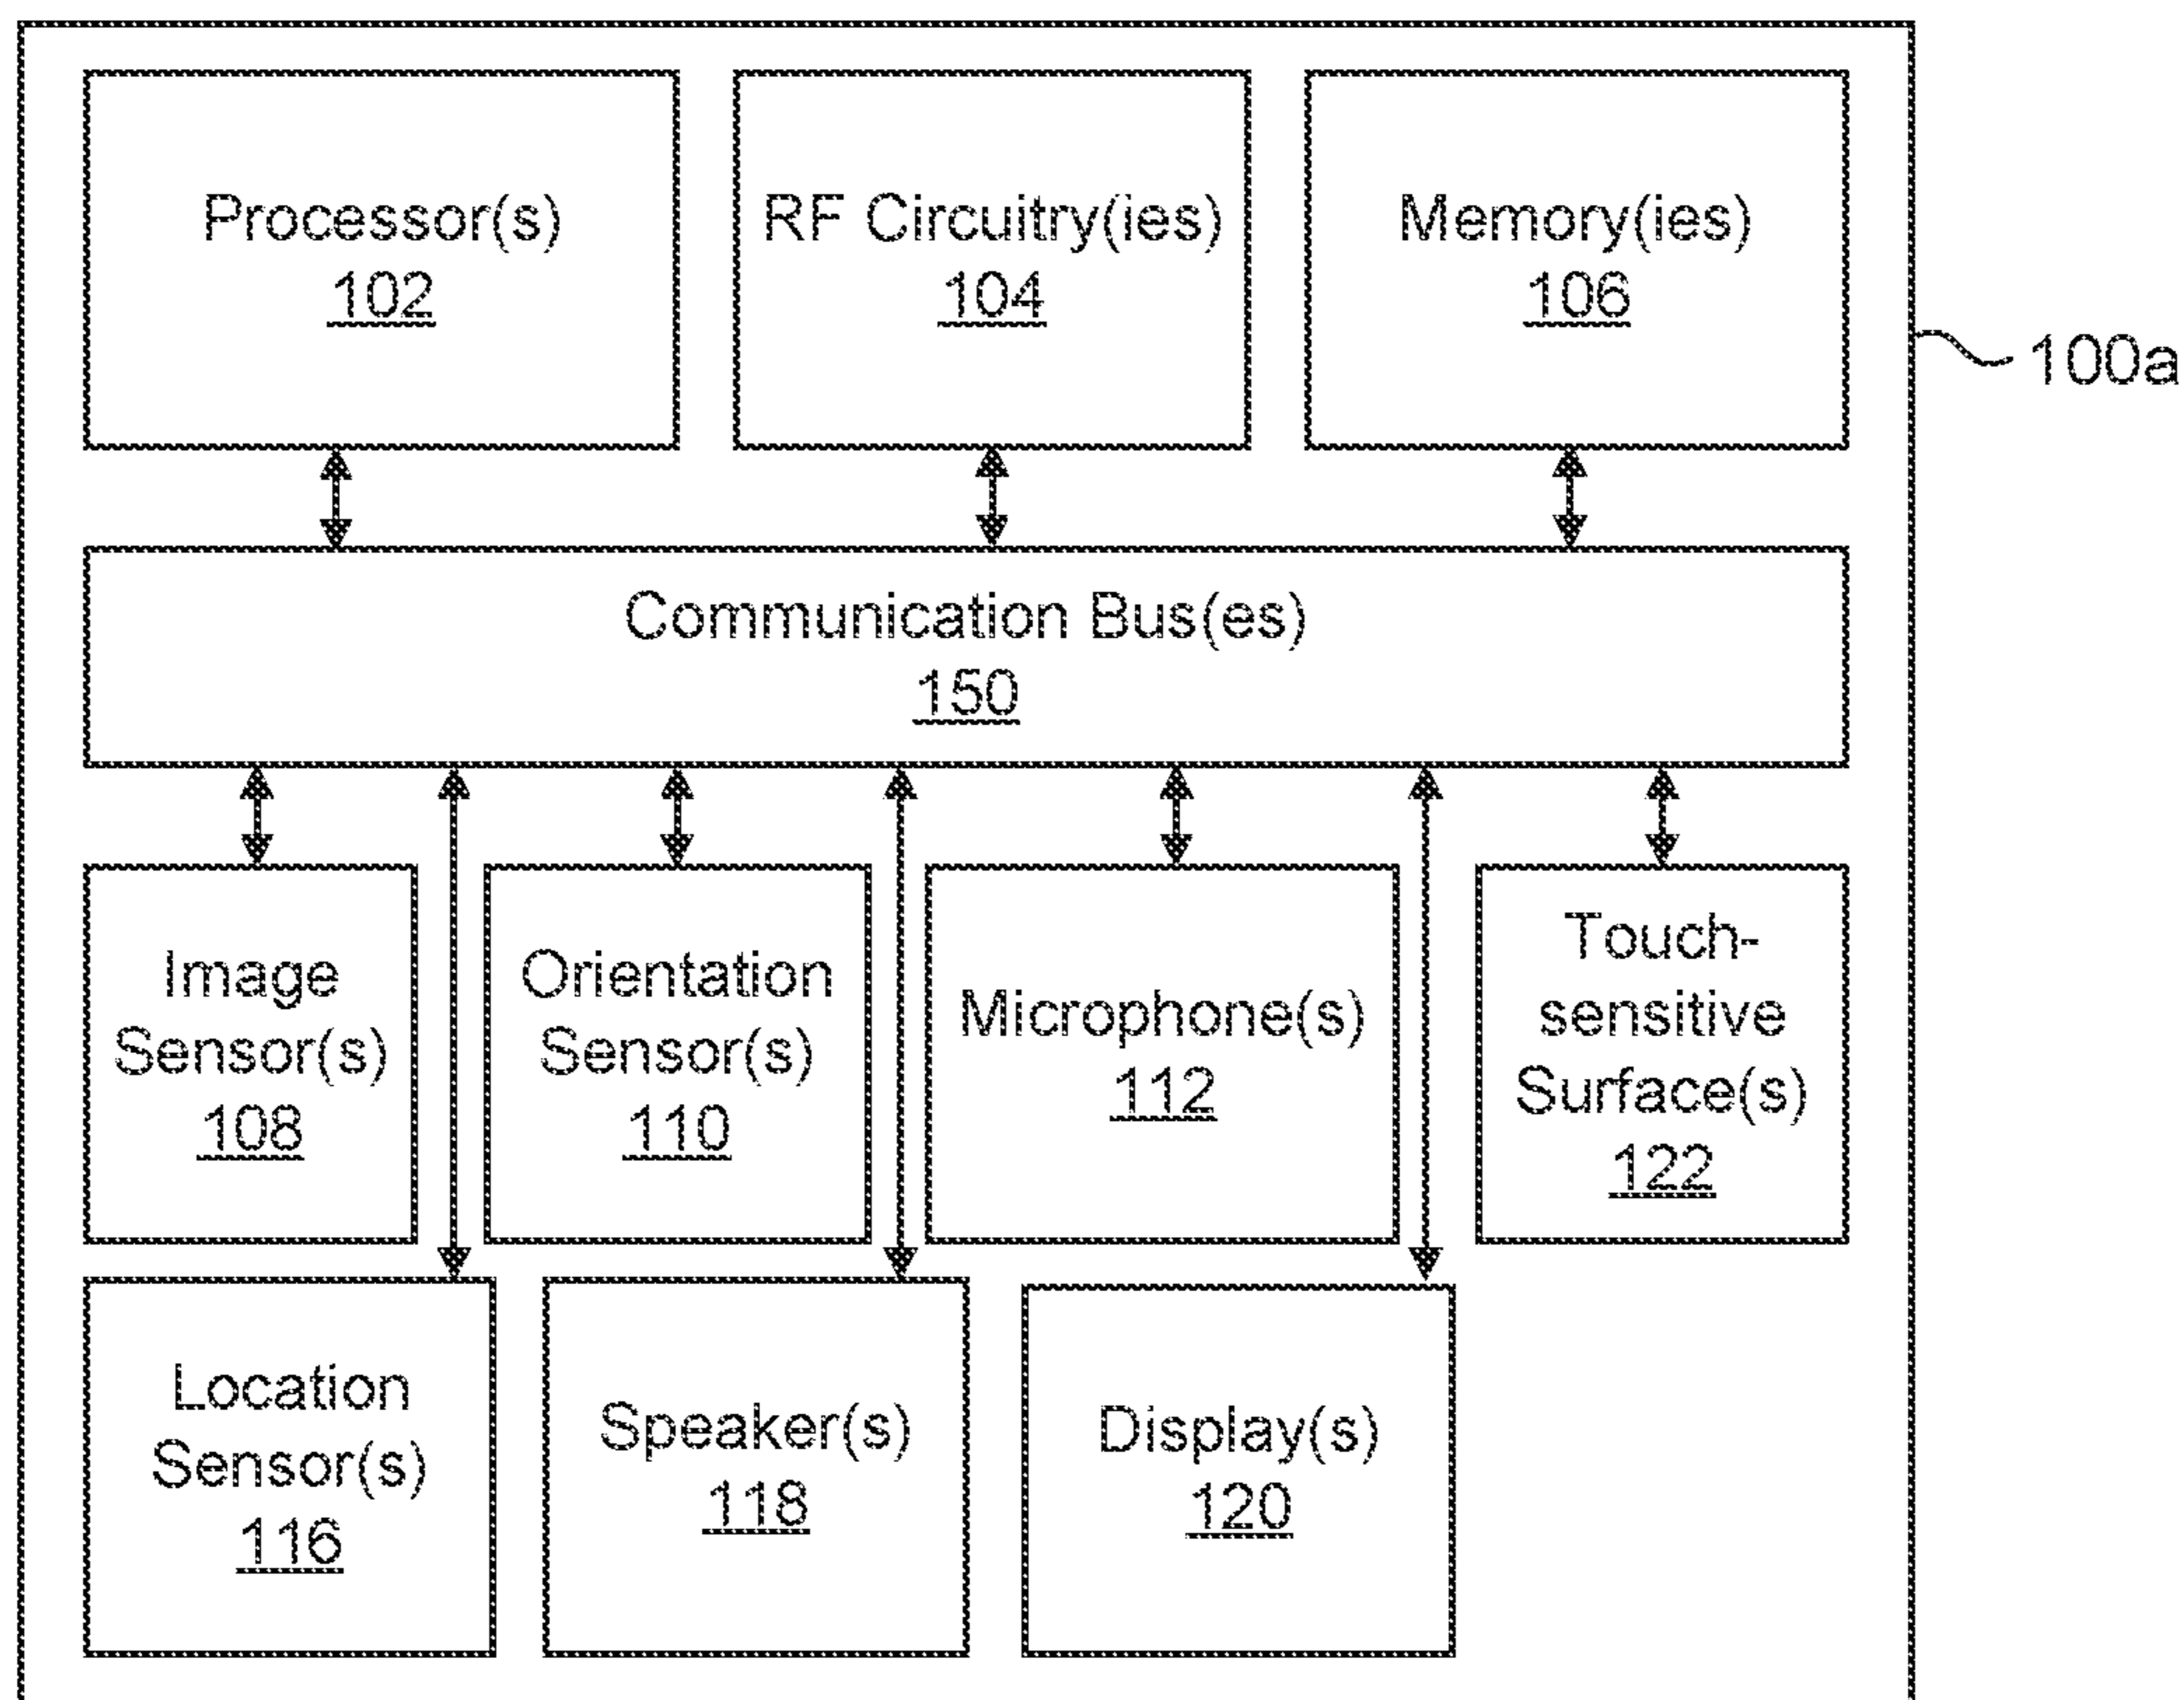 Processor(s)
102
RF Circuitry(ies)
104
Memory(ies)
106
100a
Communication Bus(es)
150
Image
Sensor(s)
108
Orientation
Sensor(s)
110
Microphone(s)
112
Touch-
sensitive
Surface(s)
122
Location
Sensor(s)
116
Speaker(s)
118
Display(s)
120